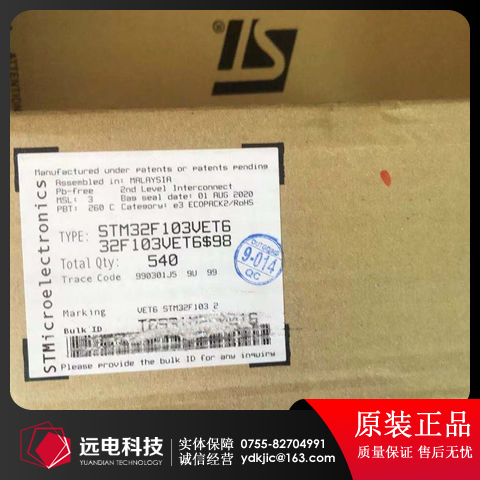 ATTENTION
Manufactured under patents or patents pending
Assembled in: MALAYSIA
Pb-free 2nd Level Interconnect
MSL: 3 Bag seal date: 01 AUG 2020
PBT: 260 C Category: e3 ECOPACK2/RoHS
TYPE: STM32F103VET6
32F103VET6$98
Total Qty: 540
Trace Code 990301J5 9U 99
9-014
QC
Marking VET6 STM32F103 2
Bulk ID
Please provide the bulk ID for any inquiry
STMicroelectronics
远电科技
YUANDIAN TECHNOLOGY
实体保障 0755-82704991
诚信经营 ydkjic@163.com
原装正品
质量保证 售后无忧